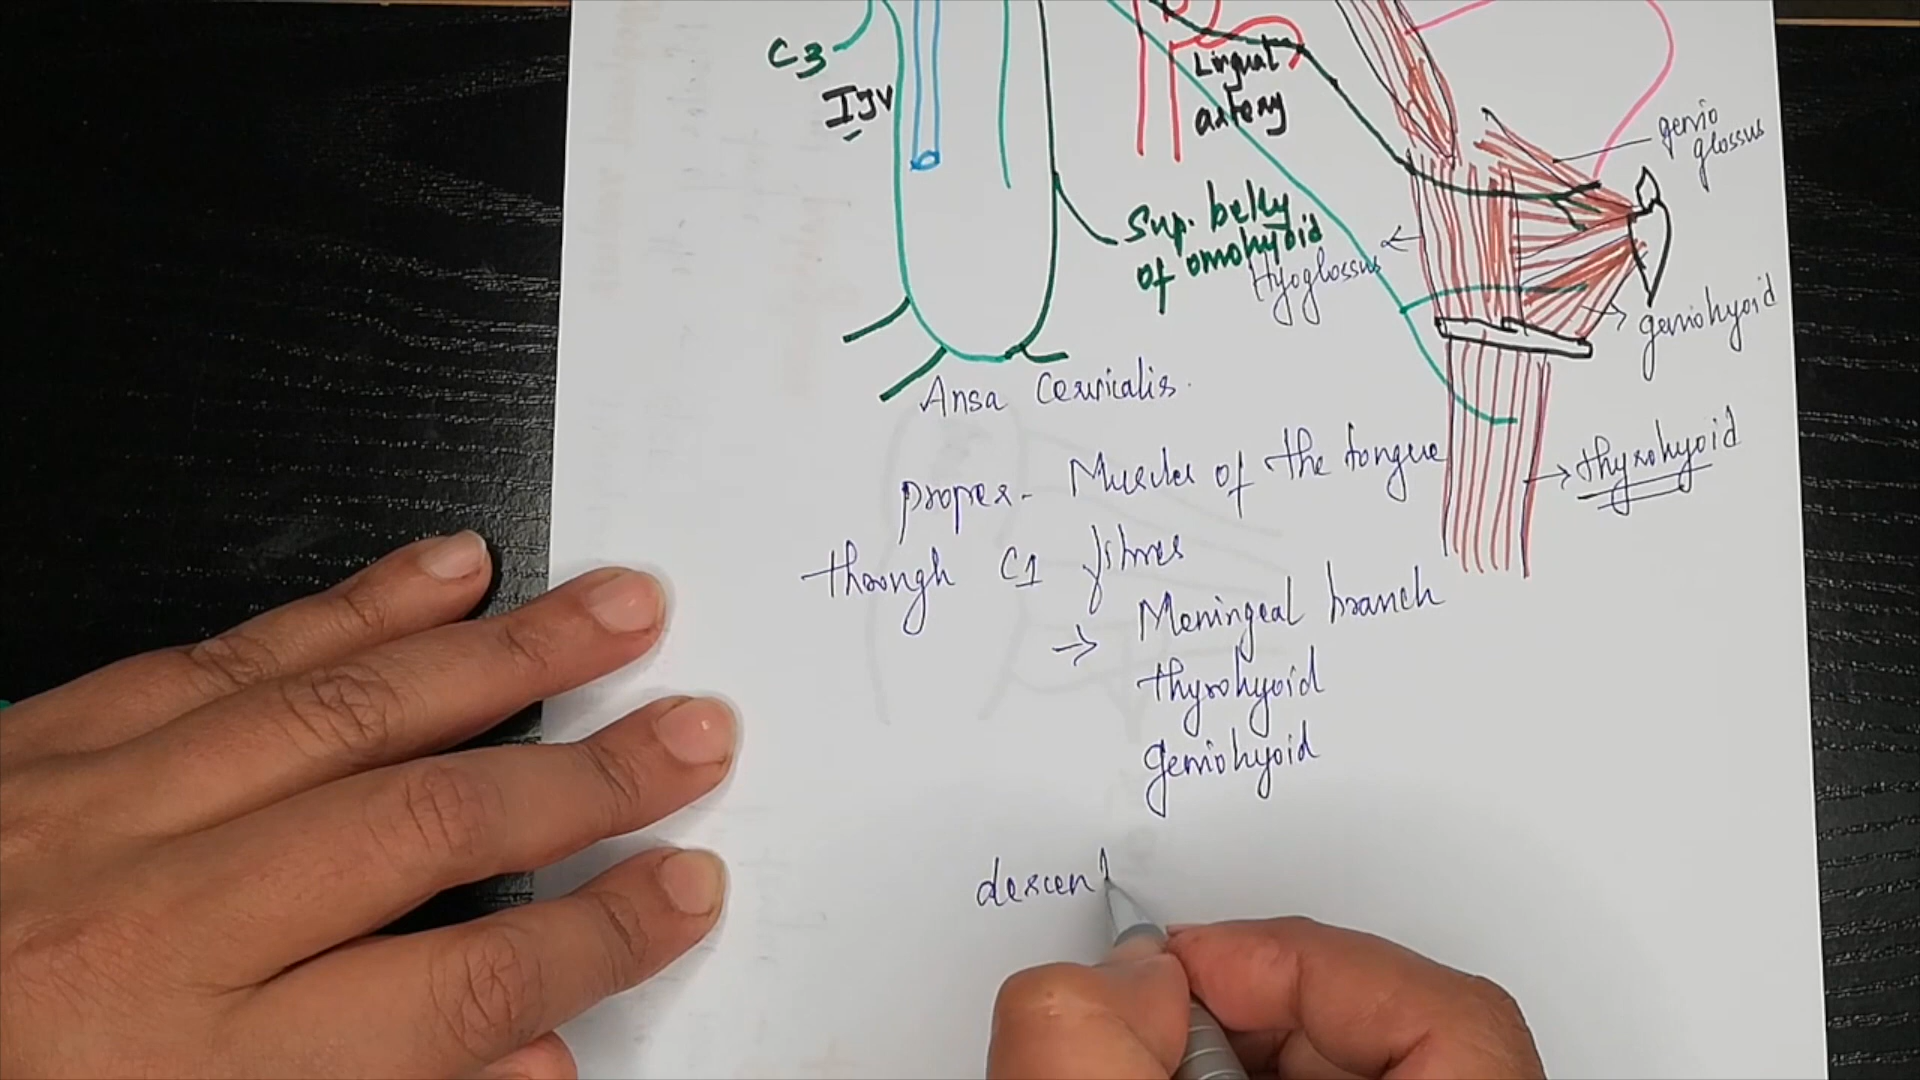 C3
IJV
Lingual
artery
genio
glossus
Sup. belly
of omohyoid
Hyoglossus
geniohyoid
Ansa Cervicalis.
thyrohyoid
proper - Muscles of the tongue
through C1 fibres
→ Meningeal branch
thyrohyoid
geniohyoid
descen